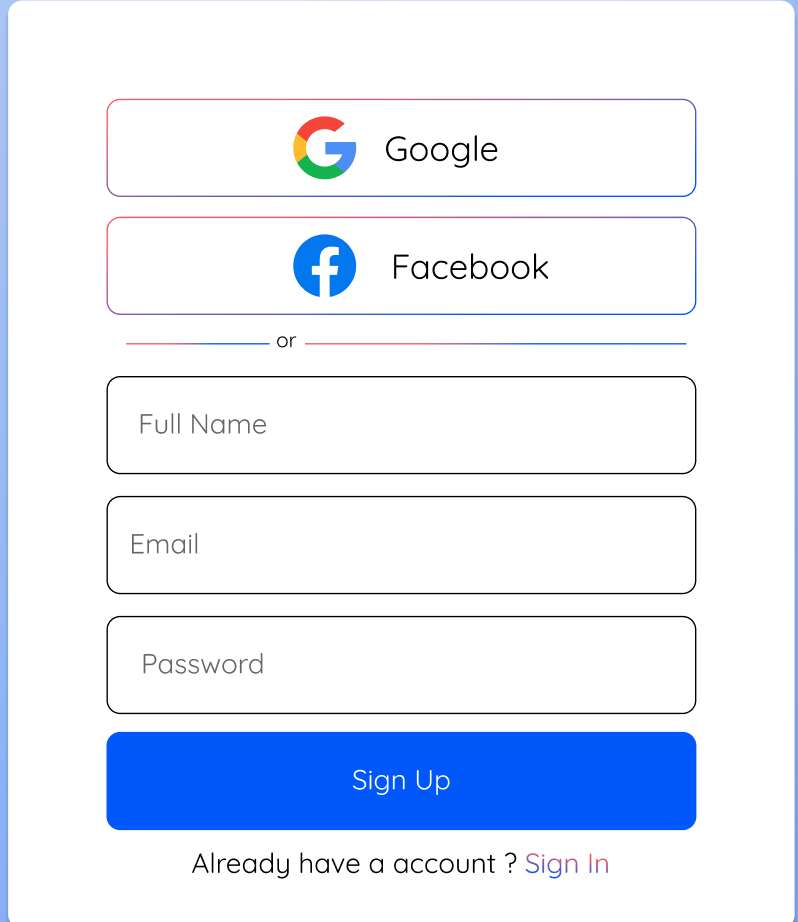 Google
Facebook
or
Full Name
Email
Password
Sign Up
Already have a account ? Sign In